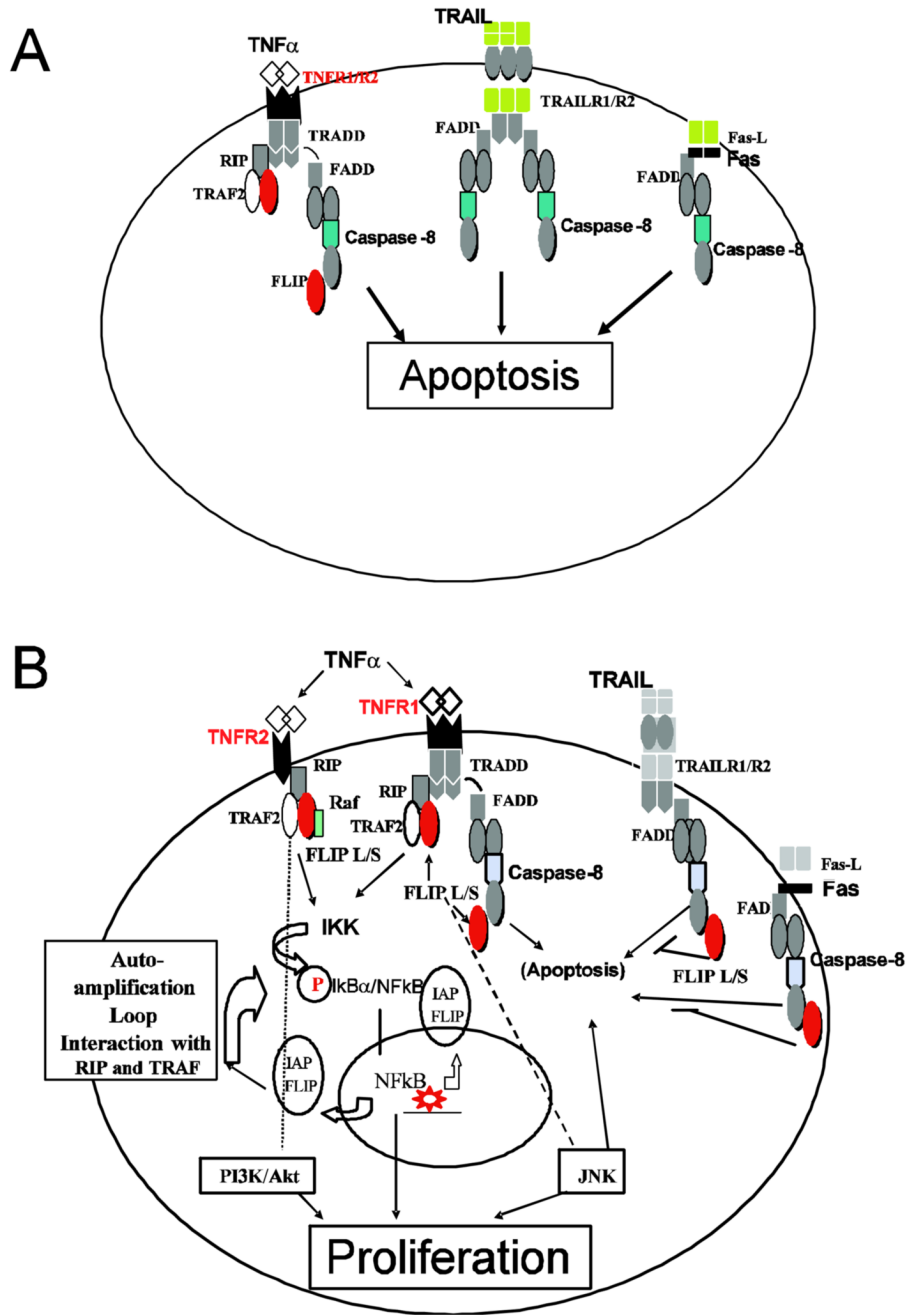 A
TNFα
TNFR1/R2
TRADD
RIP
FADD
TRAF2
Caspase -8
FLIP
TRAIL
TRAILR1/R2
FADD
Caspase -8
Fas-L
Fas
FADD
Caspase -8
Apoptosis
B
TNFα
TNFR2
TNFR1
TRAIL
RIP
TRADD
TRAILR1/R2
Raf
RIP
FADD
TRAF2
TRAF2
FADD
Fas-L
Fas
FLIP L/S
FLIP L/S
Caspase-8
FAD
Caspase-8
FLIP L/S
IKK
(Apoptosis)
P
IkBα/NFkB
IAP
FLIP
Auto-
amplification
Loop
Interaction with
RIP and TRAF
IAP
FLIP
NFkB
PI3K/Akt
JNK
Proliferation